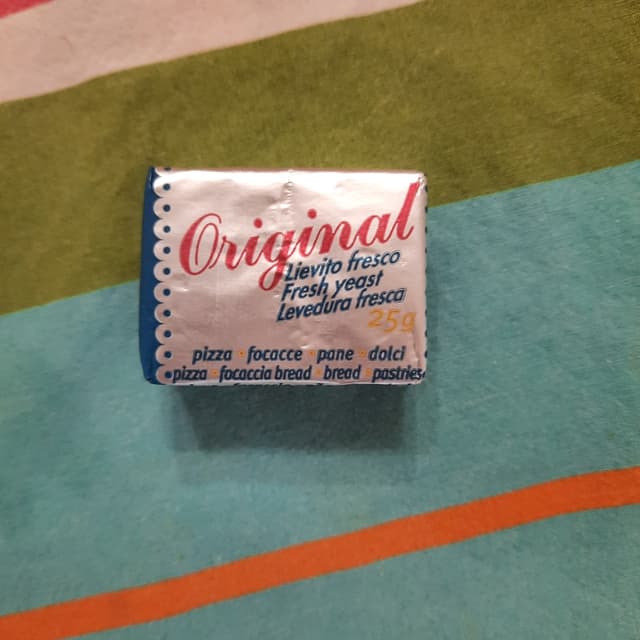 Original
Lievito fresco
Fresh yeast
Levedura fresca
25g
pizza • focacce • pane • dolci
pizza • focaccia bread • bread • pastries